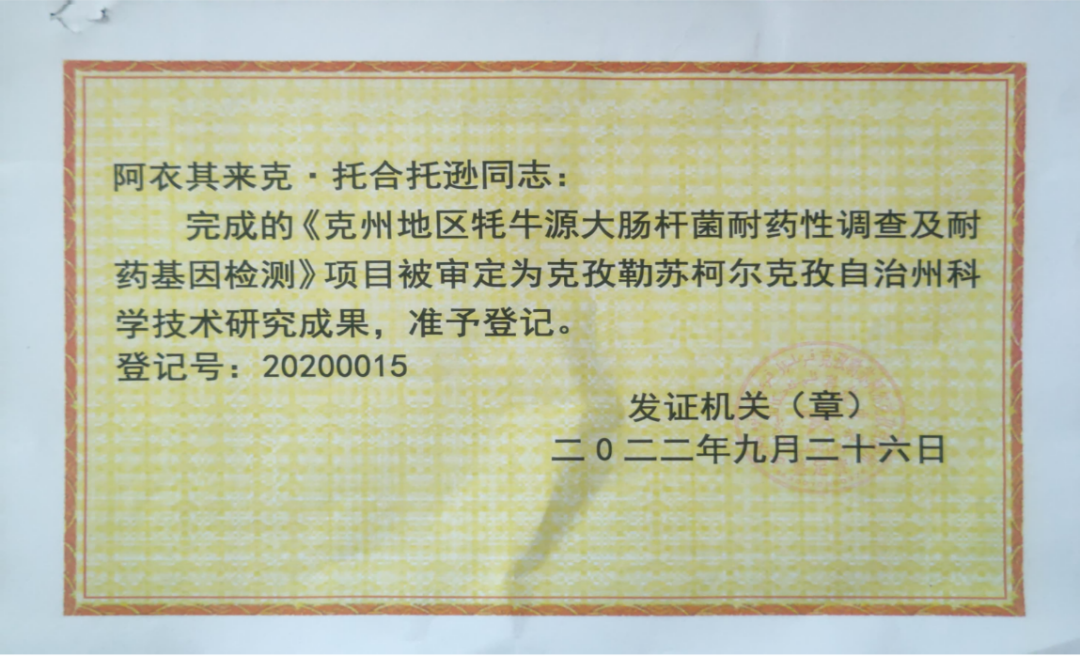 阿衣其来克·托合托逊同志：
完成的《克州地区牦牛源大肠杆菌耐药性调查及耐
药基因检测》项目被审定为克孜勒苏柯尔克孜自治州科
学技术研究成果，准予登记。
登记号：20200015
发证机关（章）
二0二二年九月二十六日